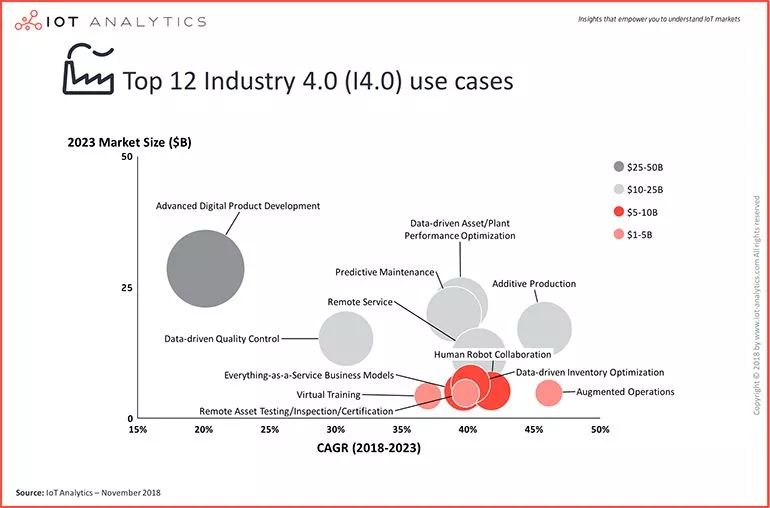 IOT ANALYTICS
Insights that empower you to understand IoT markets
Top 12 Industry 4.0 (I4.0) use cases
2023 Market Size ($B)
50
25
0
$25-50B
$10-25B
$5-10B
$1-5B
Advanced Digital Product Development
Data-driven Asset/Plant
Performance Optimization
Predictive Maintenance
Additive Production
Remote Service
Data-driven Quality Control
Human Robot Collaboration
Everything-as-a-Service Business Models
Data-driven Inventory Optimization
Virtual Training
Augmented Operations
Remote Asset Testing/Inspection/Certification
15%
20%
25%
30%
35%
40%
45%
50%
CAGR (2018-2023)
Copyright © 2018 by www.iot-analytics.com All rights reserved
Source: IoT Analytics – November 2018